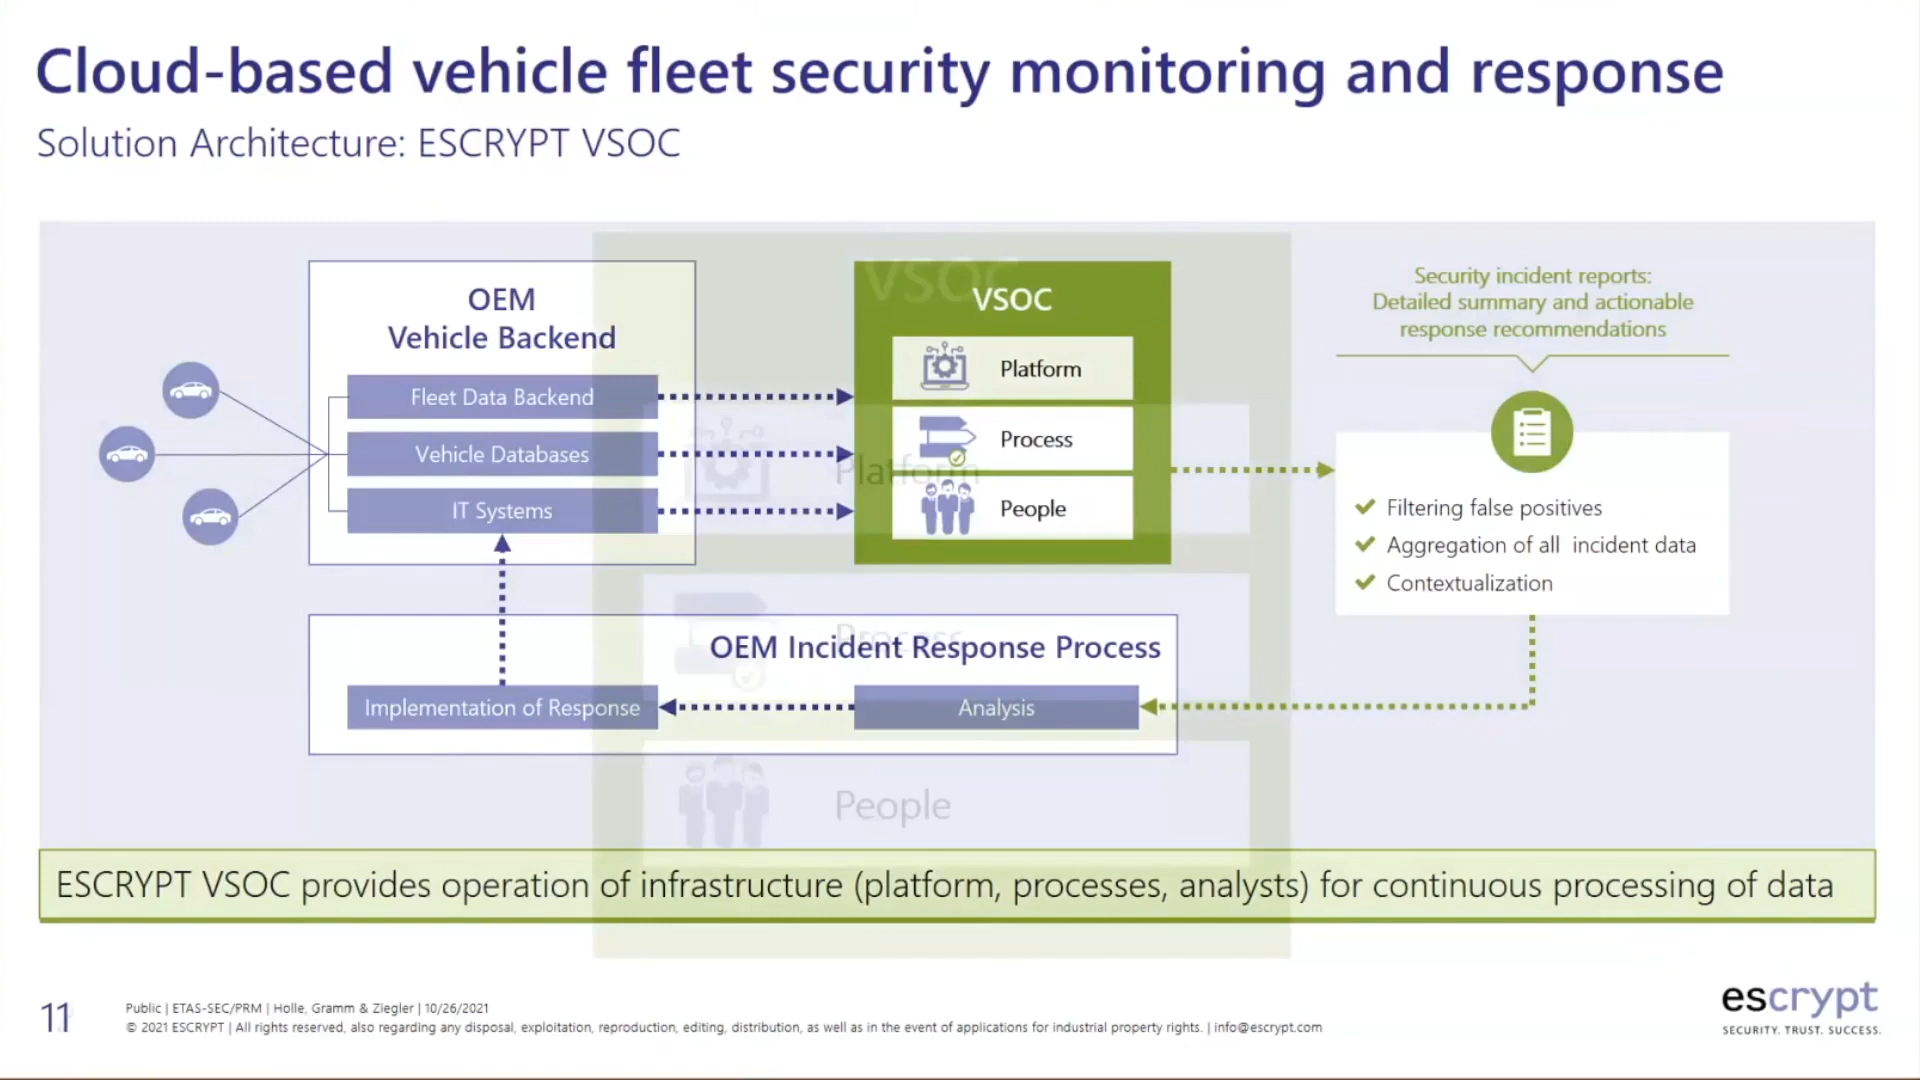 Cloud-based vehicle fleet security monitoring and response
Solution Architecture: ESCRYPT VSOC
OEM
Vehicle Backend
Fleet Data Backend
Vehicle Databases
IT Systems
VSOC
VSOC
Platform
Process
People
Platform
Process
People
Security incident reports:
Detailed summary and actionable
response recommendations
Filtering false positives
Aggregation of all incident data
Contextualization
OEM Incident Response Process
Implementation of Response
Analysis
ESCRYPT VSOC provides operation of infrastructure (platform, processes, analysts) for continuous processing of data
11
Public | ETAS-SEC/PRM | Holle, Gramm & Ziegler | 10/26/2021
© 2021 ESCRYPT | All rights reserved, also regarding any disposal, exploitation, reproduction, editing, distribution, as well as in the event of applications for industrial property rights. | info@escrypt.com
escrypt
SECURITY. TRUST. SUCCESS.